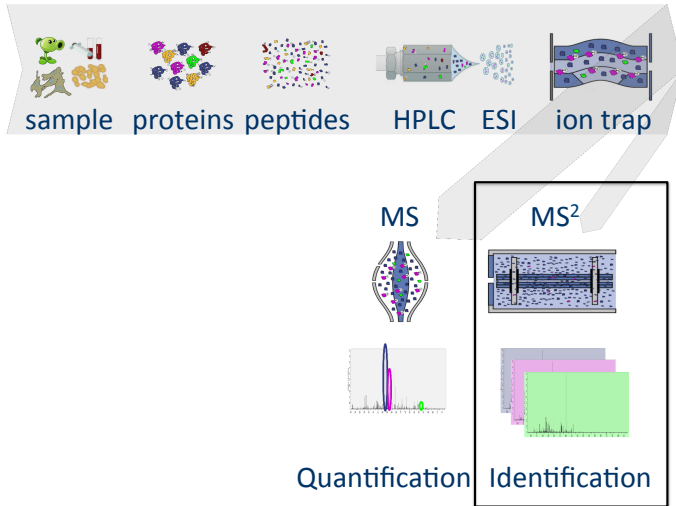 sample proteins peptides HPLC ESI ion trap
MS MS²
Quantification Identification